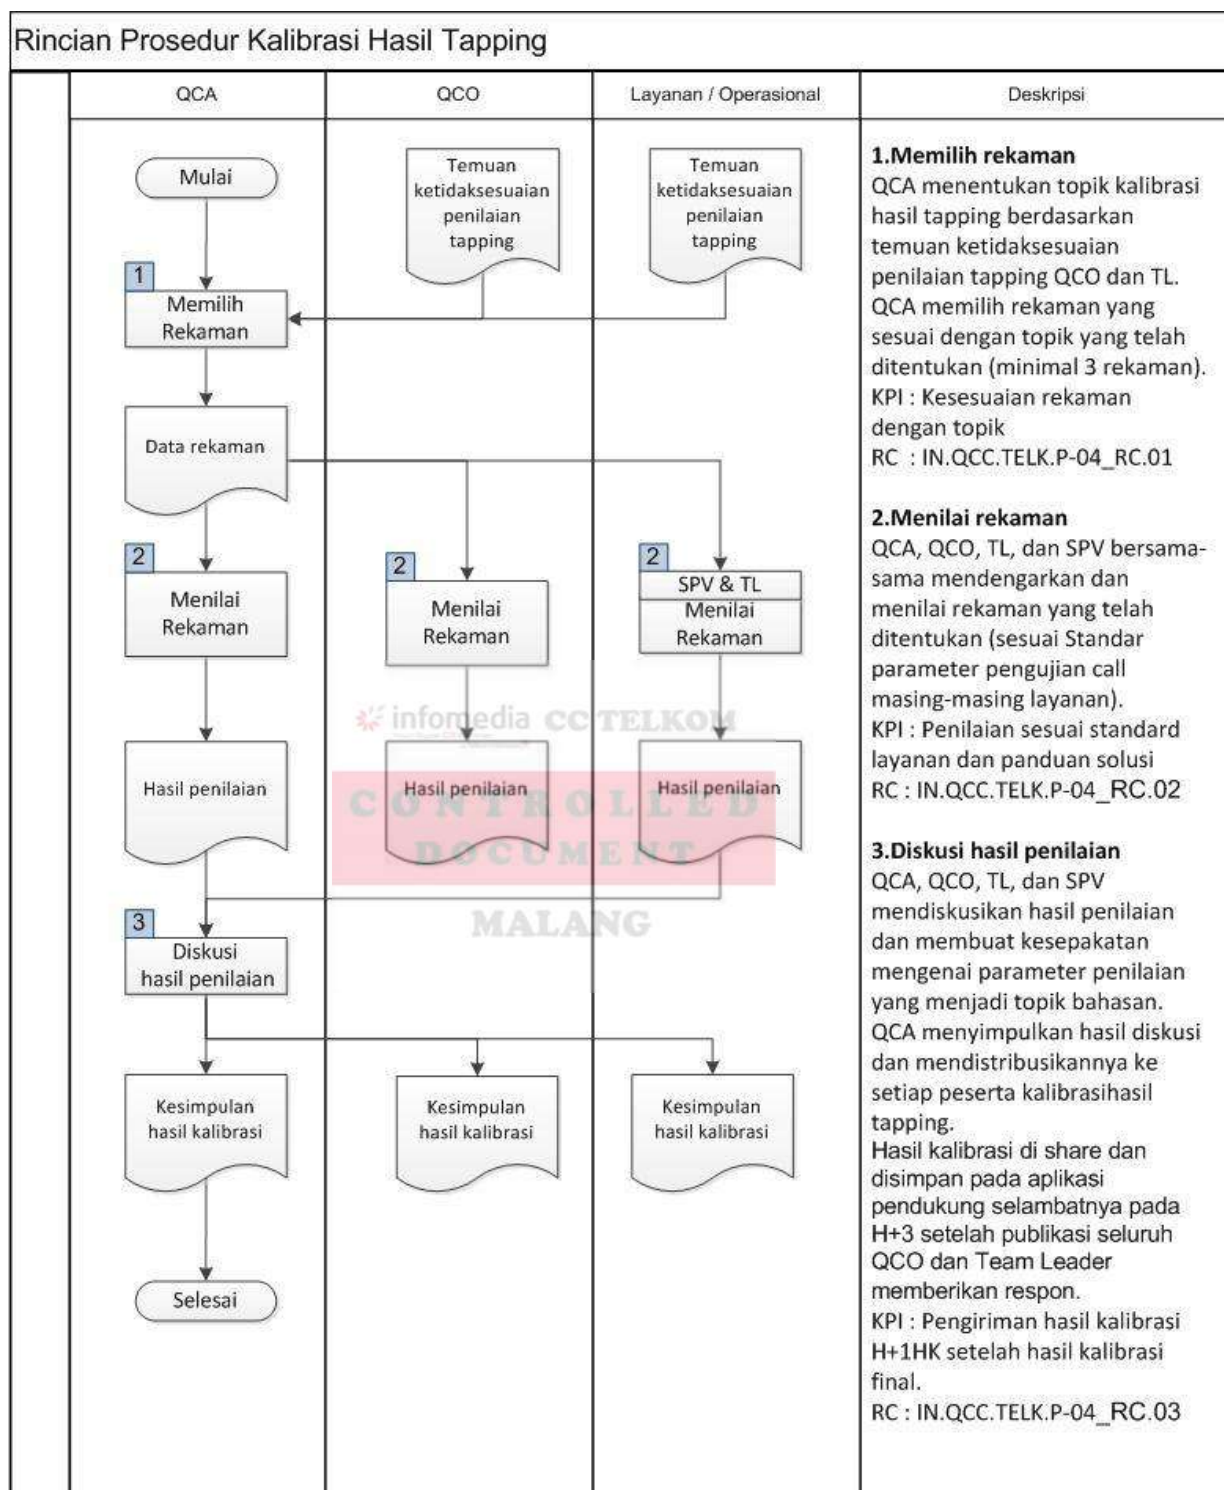 Rincian Prosedur Kalibrasi Hasil Tapping
QCA
QCO
Layanan / Operasional
Deskripsi
Mulai
Temuan
ketidaksesuaian
penilaian
tapping
Temuan
ketidaksesuaian
penilaian
tapping
1
Memilih
Rekaman
Data rekaman
2
Menilai
Rekaman
2
Menilai
Rekaman
2
SPV & TL
Menilai
Rekaman
infomedia CC TELKOM
Hasil penilaian
Hasil penilaian
Hasil penilaian
CONTROLLED
DOCUMENT
MALANG
3
Diskusi
hasil penilaian
Kesimpulan
hasil kalibrasi
Kesimpulan
hasil kalibrasi
Kesimpulan
hasil kalibrasi
Selesai
1.Memilih rekaman
QCA menentukan topik kalibrasi
hasil tapping berdasarkan
temuan ketidaksesuaian
penilaian tapping QCO dan TL.
QCA memilih rekaman yang
sesuai dengan topik yang telah
ditentukan (minimal 3 rekaman).
KPI : Kesesuaian rekaman
dengan topik
RC : IN.QCC.TELK.P-04_RC.01
2.Menilai rekaman
QCA, QCO, TL, dan SPV bersama-
sama mendengarkan dan
menilai rekaman yang telah
ditentukan (sesuai Standar
parameter pengujian call
masing-masing layanan).
KPI : Penilaian sesuai standard
layanan dan panduan solusi
RC : IN.QCC.TELK.P-04_RC.02
3.Diskusi hasil penilaian
QCA, QCO, TL, dan SPV
mendiskusikan hasil penilaian
dan membuat kesepakatan
mengenai parameter penilaian
yang menjadi topik bahasan.
QCA menyimpulkan hasil diskusi
dan mendistribusikannya ke
setiap peserta kalibrasihasil
tapping.
Hasil kalibrasi di share dan
disimpan pada aplikasi
pendukung selambatnya pada
H+3 setelah publikasi seluruh
QCO dan Team Leader
memberikan respon.
KPI : Pengiriman hasil kalibrasi
H+1HK setelah hasil kalibrasi
final.
RC : IN.QCC.TELK.P-04_RC.03